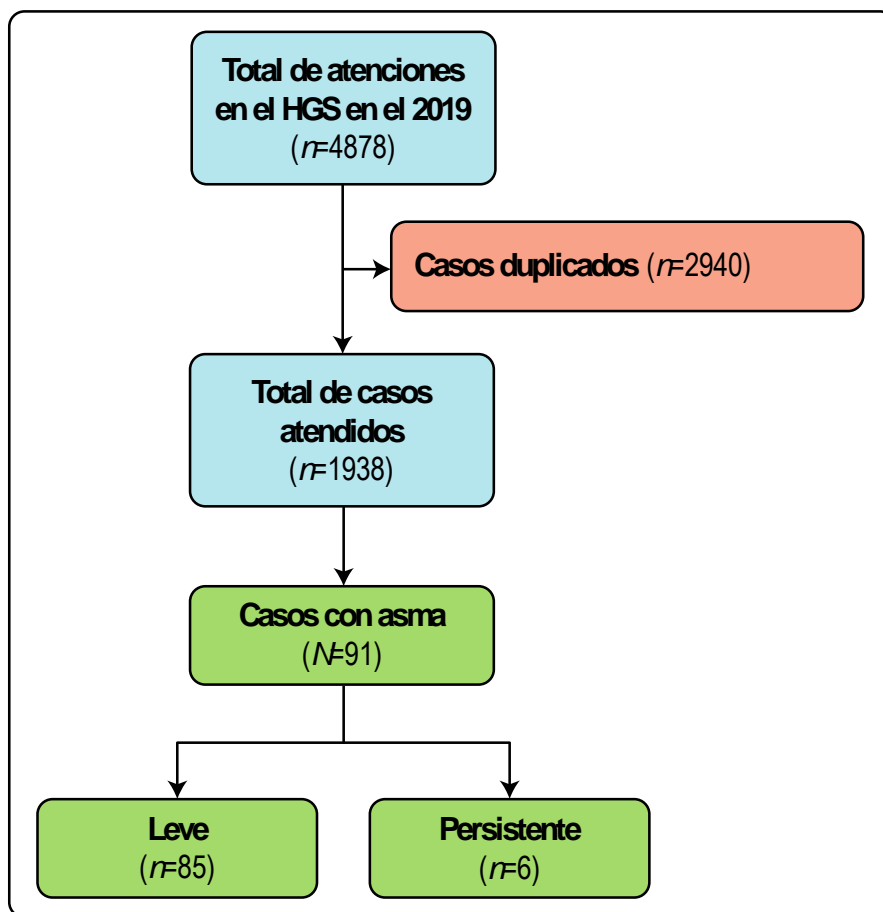 Total de atenciones
en el HGS en el 2019
(n=4878)
Casos duplicados (n=2940)
Total de casos
atendidos
(n=1938)
Casos con asma
(N=91)
Leve
(n=85)
Persistente
(n=6)